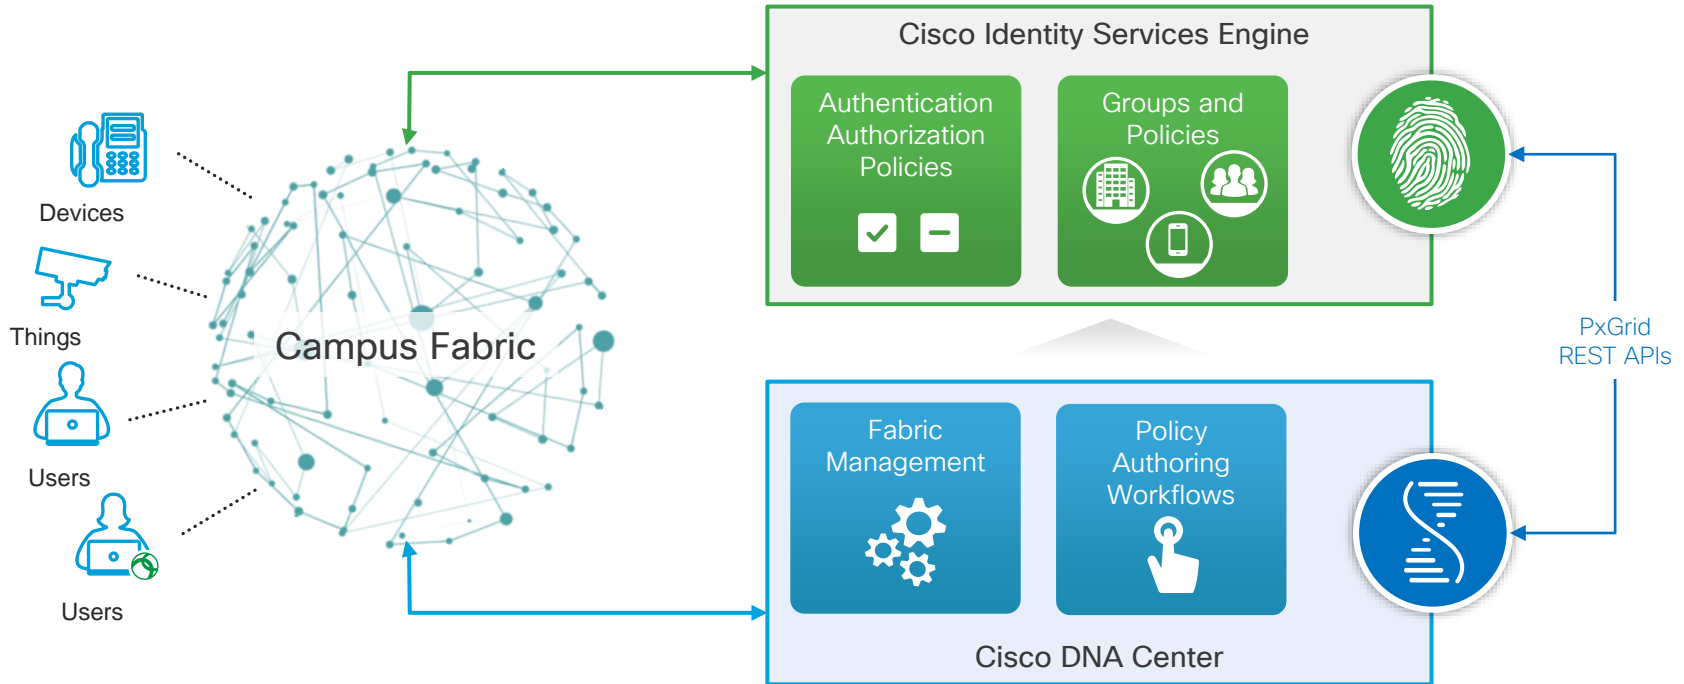 Cisco Identity Services Engine
Authentication
Authorization
Policies
Groups and
Policies
Devices
Things
Users
Users
Campus Fabric
PxGrid
REST APIs
Fabric
Management
Policy
Authoring
Workflows
Cisco DNA Center